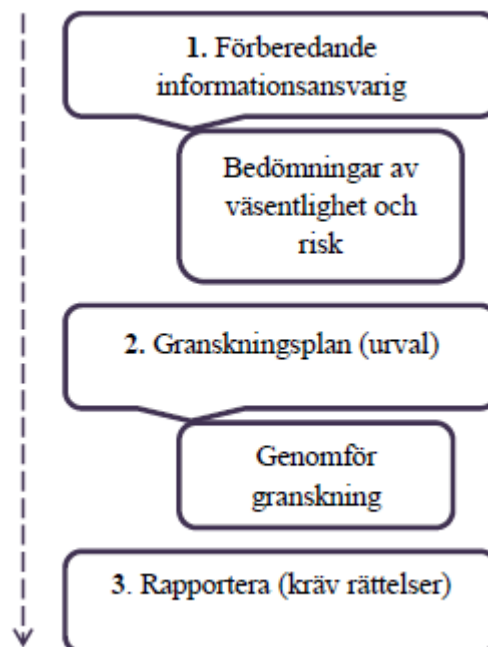 1. Förberedande
informationsansvarig
Bedömningar av
väsentlighet och
risk
2. Granskningsplan (urval)
Genomför
granskning
3. Rapportera (kräv rättelser)